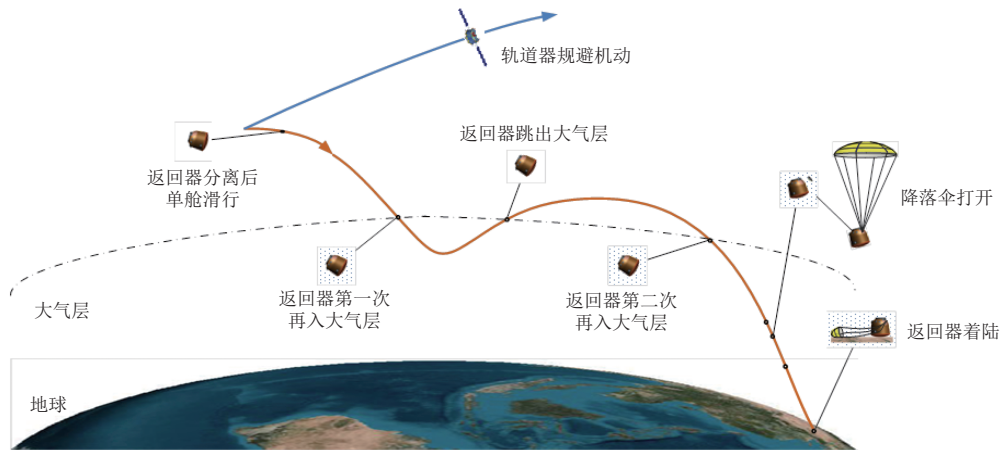 轨道器规避机动
返回器跳出大气层
返回器分离后
单舱滑行
降落伞打开
返回器第一次
再入大气层
返回器第二次
再入大气层
大气层
返回器着陆
地球